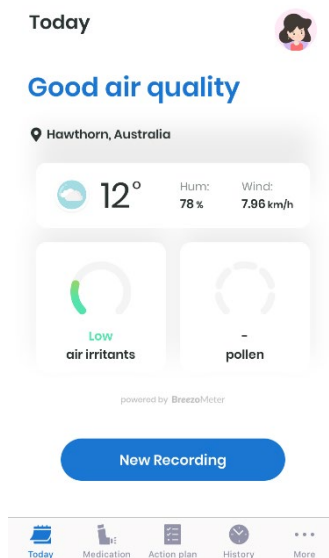 Today
Good air quality
Hawthorn, Australia
12° Hum: Wind:
78 % 7.96 km/h
Low
air irritants
-
pollen
powered by BreezoMeter
New Recording
Today Medication Action plan History More